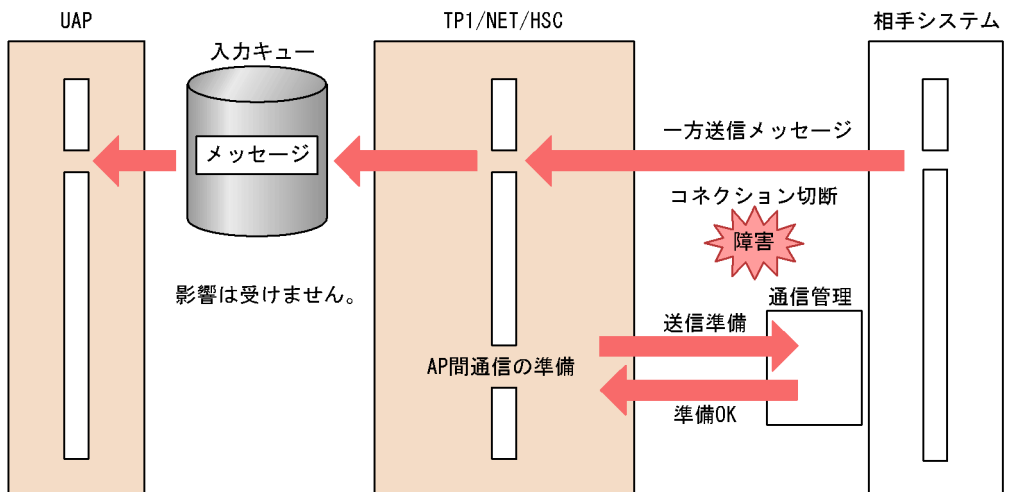 UAP
TP1/NET/HSC
相手システム
入力キュー
メッセージ
一方送信メッセージ
コネクション切断
障害
影響は受けません。
通信管理
送信準備
AP間通信の準備
準備OK